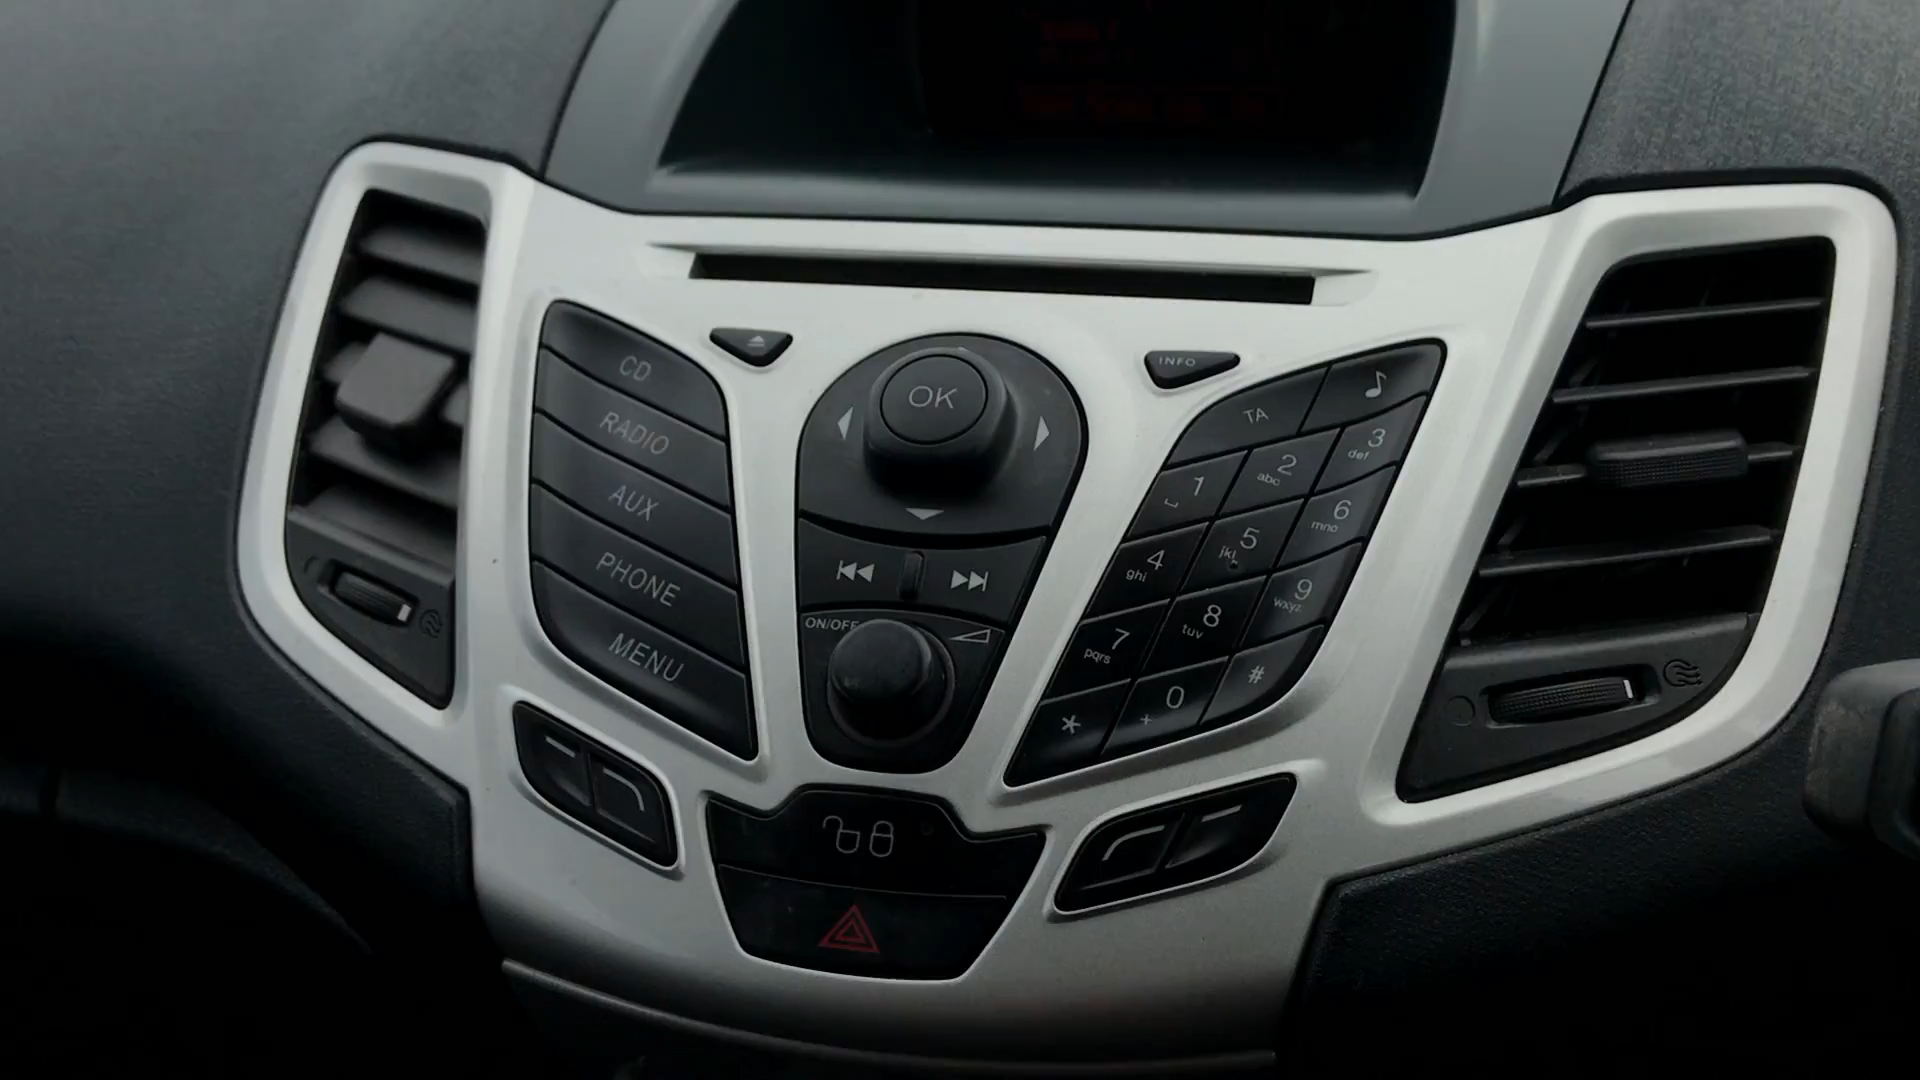 CD
RADIO
AUX
PHONE
MENU
OK
ON/OFF
INFO
TA
1
2 abc
3 def
4 ghi
5 jkl
6 mno
7 pqrs
8 tuv
9 wxyz
*
0 +
#